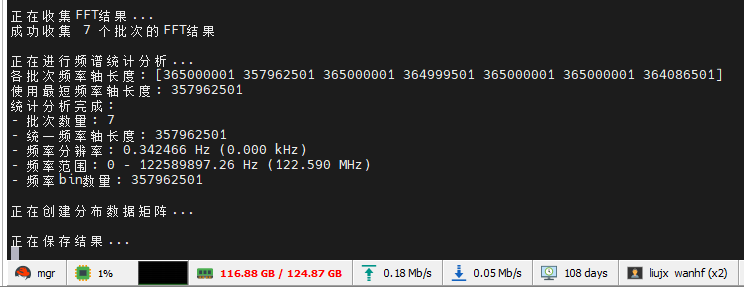 正在收集FFT结果...
成功收集 7 个批次的FFT结果
正在进行频谱统计分析...
各批次频率轴长度: [365000001 357962501 365000001 364999501 365000001 365000001 364086501]
使用最短频率轴长度: 357962501
统计分析完成:
- 批次数量: 7
- 统一频率轴长度: 357962501
- 频率分辨率: 0.342466 Hz (0.000 kHz)
- 频率范围: 0 - 122589897.26 Hz (122.590 MHz)
- 频率bin数量: 357962501
正在创建分布数据矩阵...
正在保存结果...
mgr 1% 116.88 GB / 124.87 GB 0.18 Mb/s 0.05 Mb/s 108 days liujx wanhf (x2)